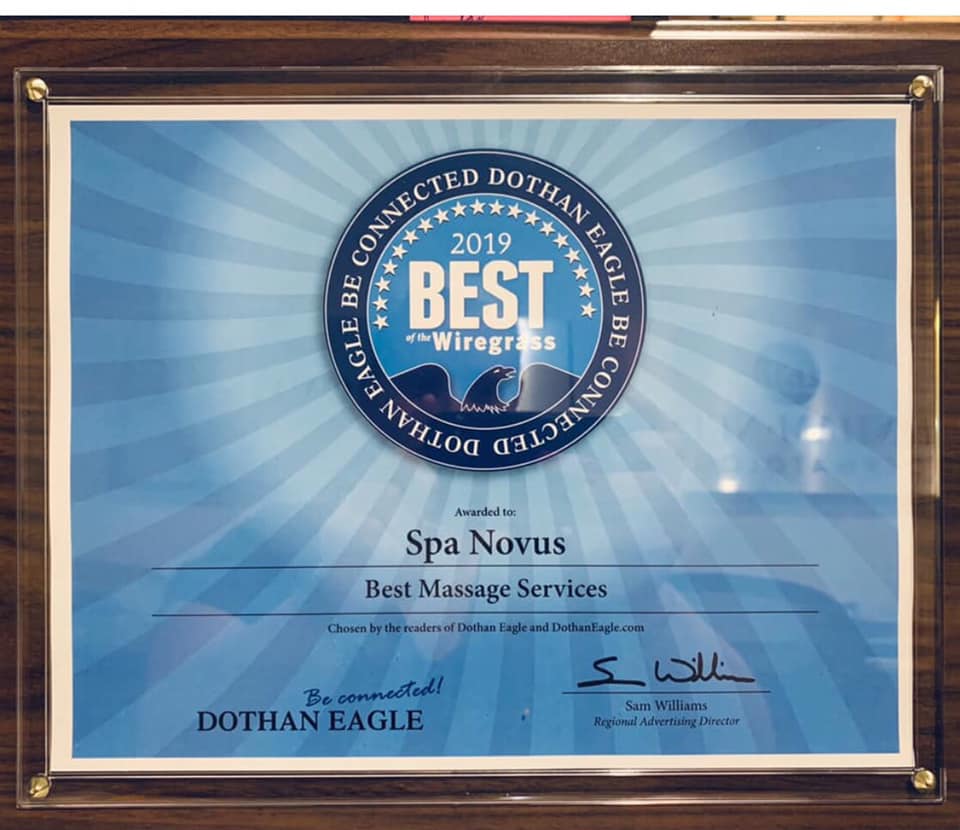 DOTHAN EAGLE BE CONNECTED DOTHAN EAGLE BE CONNECTED
2019
BEST
of the Wiregrass
Awarded to:
Spa Novus
Best Massage Services
Chosen by the readers of Dothan Eagle and DothanEagle.com
Be connected!
DOTHAN EAGLE
Sam Williams
Regional Advertising Director